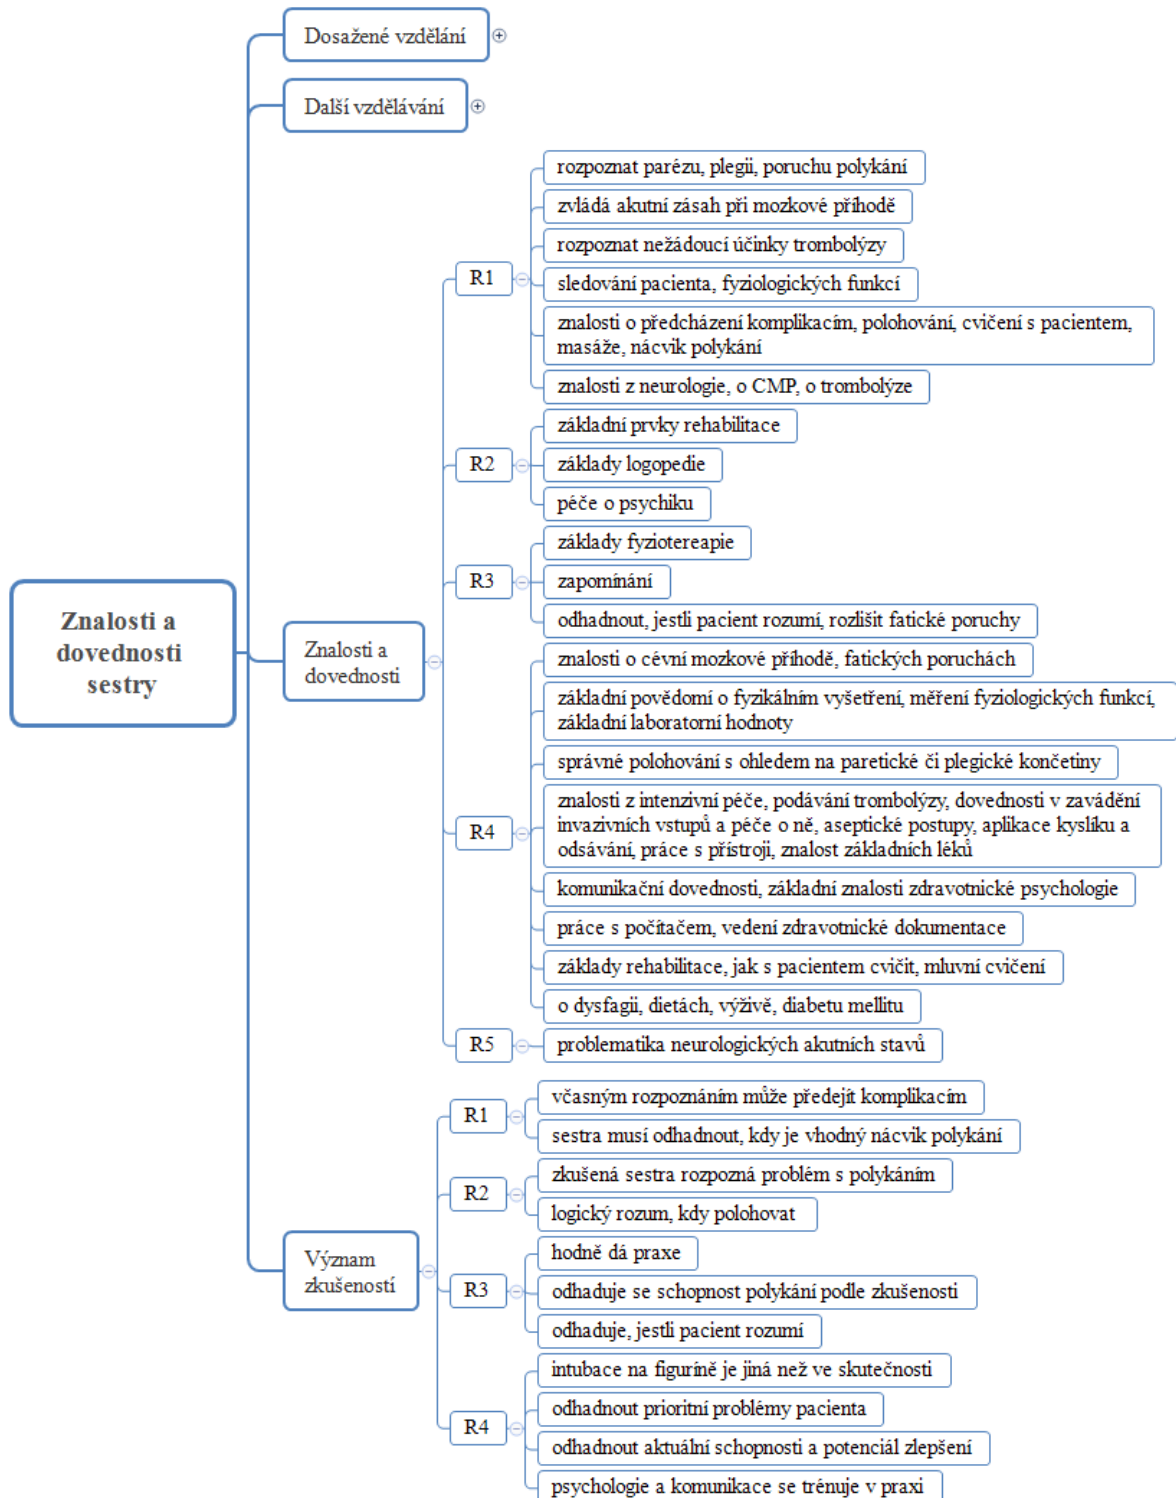 Dosažené vzdělání
Další vzdělávání
Znalosti a
dovednosti
sestry
Znalosti a
dovednosti
R1
rozpoznat parézu, plegii, poruchu polykání
zvládá akutní zásah při mozkové příhodě
rozpoznat nežádoucí účinky trombolýzy
sledování pacienta, fyziologických funkcí
znalosti o předcházení komplikacím, polohování, cvičení s pacientem,
masáže, nácvik polykání
znalosti z neurologie, o CMP, o trombolýze
R2
základní prvky rehabilitace
základy logopedie
péče o psychiku
R3
základy fyziotereapie
zapomínání
odhadnout, jestli pacient rozumí, rozlišit fatické poruchy
R4
znalosti o cévní mozkové příhodě, fatických poruchách
základní povědomí o fyzikálním vyšetření, měření fyziologických funkcí,
základní laboratorní hodnoty
správné polohování s ohledem na paretické či plegické končetiny
znalosti z intenzivní péče, podávání trombolýzy, dovednosti v zavádění
invazivních vstupů a péče o ně, aseptické postupy, aplikace kyslíku a
odsávání, práce s přístroji, znalost základních léků
komunikační dovednosti, základní znalosti zdravotnické psychologie
práce s počítačem, vedení zdravotnické dokumentace
základy rehabilitace, jak s pacientem cvičit, mluvní cvičení
o dysfagii, dietách, výživě, diabetu mellitu
R5
problematika neurologických akutních stavů
Význam
zkušeností
R1
včasným rozpoznáním může předejít komplikacím
sestra musí odhadnout, kdy je vhodný nácvik polykání
R2
zkušená sestra rozpozná problém s polykáním
logický rozum, kdy polohovat
R3
hodně dá praxe
odhaduje se schopnost polykání podle zkušenosti
odhaduje, jestli pacient rozumí
R4
intubace na figuríně je jiná než ve skutečnosti
odhadnout prioritní problémy pacienta
odhadnout aktuální schopnosti a potenciál zlepšení
psychologie a komunikace se trénuje v praxi